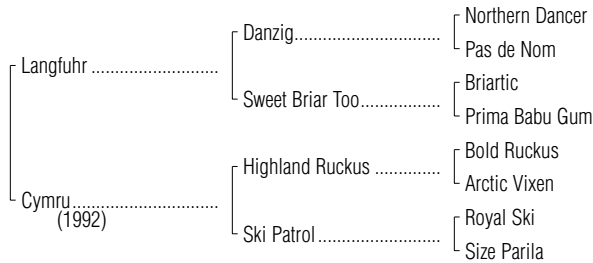 Northern Dancer
Danzig
Pas de Nom
Langfuhr
Briartic
Sweet Briar Too
Prima Babu Gum
Bold Ruckus
Highland Ruckus
Arctic Vixen
Cymru
(1992)
Royal Ski
Ski Patrol
Size Parila